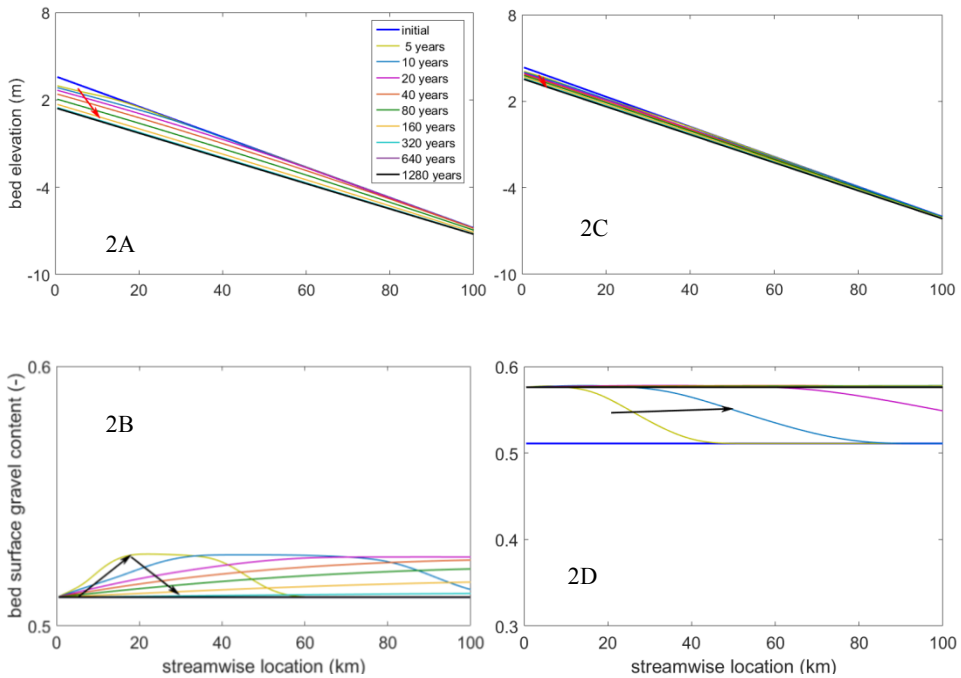 8
2
-4
-10
bed elevation (m)
initial
5 years
10 years
20 years
40 years
80 years
160 years
320 years
640 years
1280 years
2A
0 20 40 60 80 100
8
2
-4
-10
2C
0 20 40 60 80 100
0.6
0.5
bed surface gravel content (-)
2B
0 20 40 60 80 100
streamwise location (km)
0.6
0.5
0.4
0.3
2D
0 20 40 60 80 100
streamwise location (km)